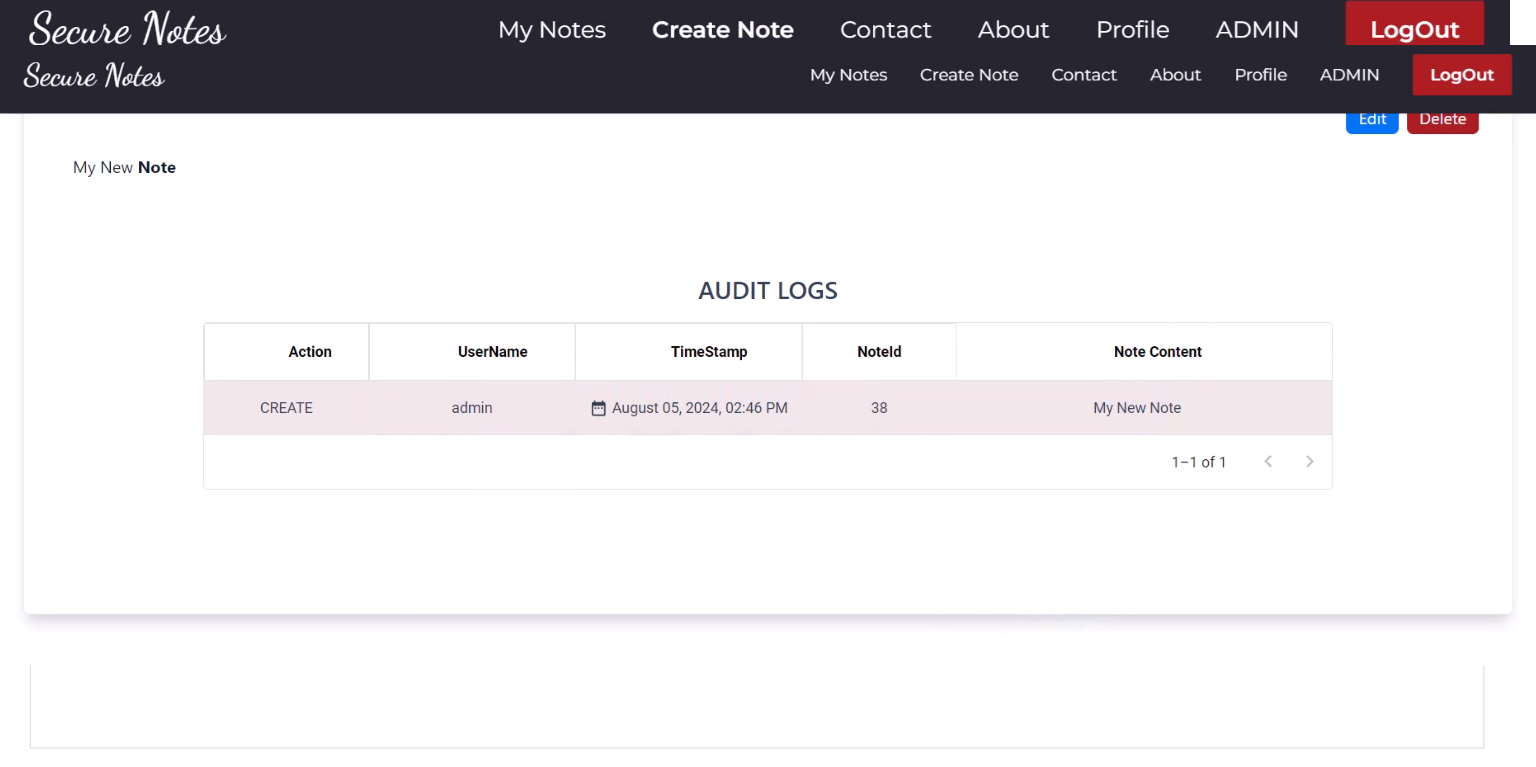 Secure Notes My Notes Create Note Contact About Profile ADMIN LogOut
Secure Notes My Notes Create Note Contact About Profile ADMIN LogOut
Edit Delete
My New Note
AUDIT LOGS
Action UserName TimeStamp NoteId Note Content
CREATE admin August 05, 2024, 02:46 PM 38 My New Note
1–1 of 1